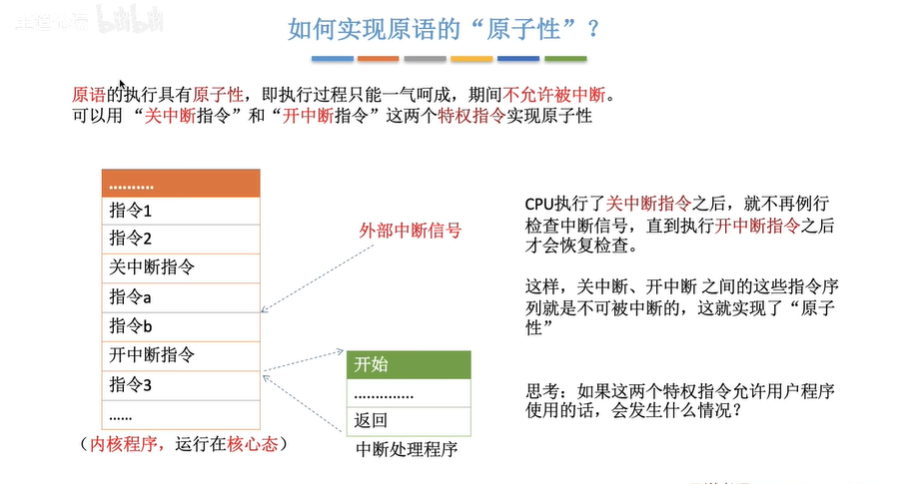 如何实现原语的“原子性”？
原语的执行具有原子性，即执行过程只能一气呵成，期间不允许被中断。
可以用 “关中断指令”和“开中断指令”这两个特权指令实现原子性
..........
指令1
指令2
关中断指令
指令a
指令b
开中断指令
指令3
......
（内核程序，运行在核心态）
外部中断信号
开始
..............
返回
中断处理程序
CPU执行了关中断指令之后，就不再例行
检查中断信号，直到执行开中断指令之后
才会恢复检查。
这样，关中断、开中断 之间的这些指令序
列就是不可被中断的，这就实现了“原子
性”
思考：如果这两个特权指令允许用户程序
使用的话，会发生什么情况？